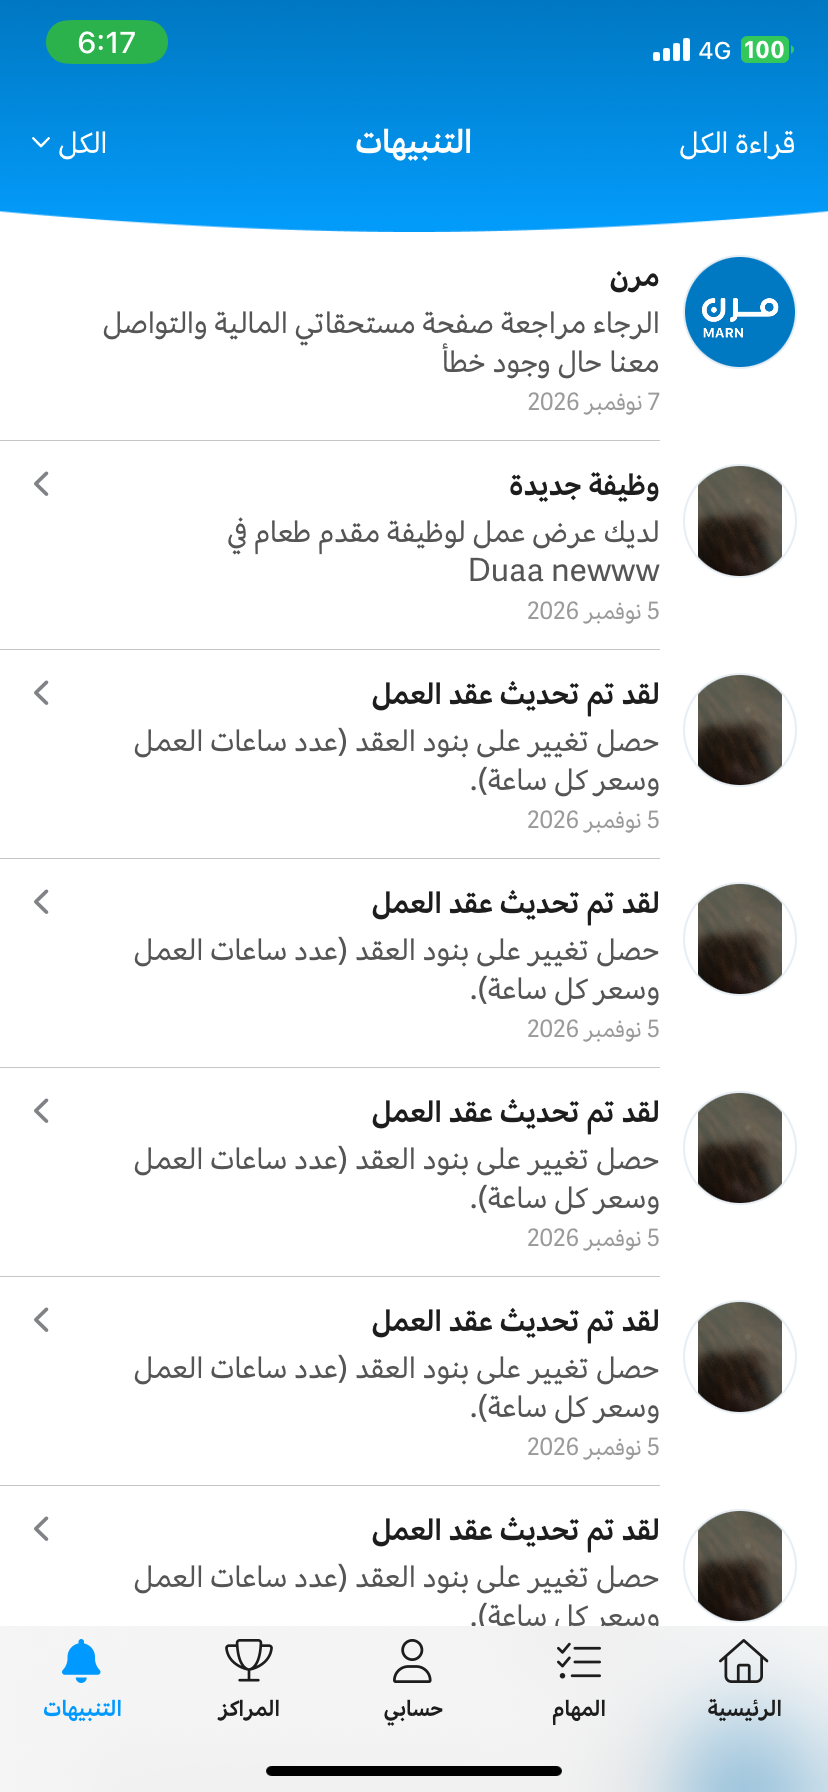 6:17
4G
100
قراءة الكل
التنبيهات
الكل
مرن
MARN
مرن
الرجاء مراجعة صفحة مستحقاتي المالية والتواصل
معنا حال وجود خطأ
7 نوفمبر 2026
وظيفة جديدة
لديك عرض عمل لوظيفة مقدم طعام في
Duaa newww
5 نوفمبر 2026
لقد تم تحديث عقد العمل
حصل تغيير على بنود العقد (عدد ساعات العمل
وسعر كل ساعة).
5 نوفمبر 2026
لقد تم تحديث عقد العمل
حصل تغيير على بنود العقد (عدد ساعات العمل
وسعر كل ساعة).
5 نوفمبر 2026
لقد تم تحديث عقد العمل
حصل تغيير على بنود العقد (عدد ساعات العمل
وسعر كل ساعة).
5 نوفمبر 2026
لقد تم تحديث عقد العمل
حصل تغيير على بنود العقد (عدد ساعات العمل
وسعر كل ساعة).
5 نوفمبر 2026
لقد تم تحديث عقد العمل
حصل تغيير على بنود العقد (عدد ساعات العمل
وسعر كل ساعة).
الرئيسية
المهام
حسابي
المراكز
التنبيهات